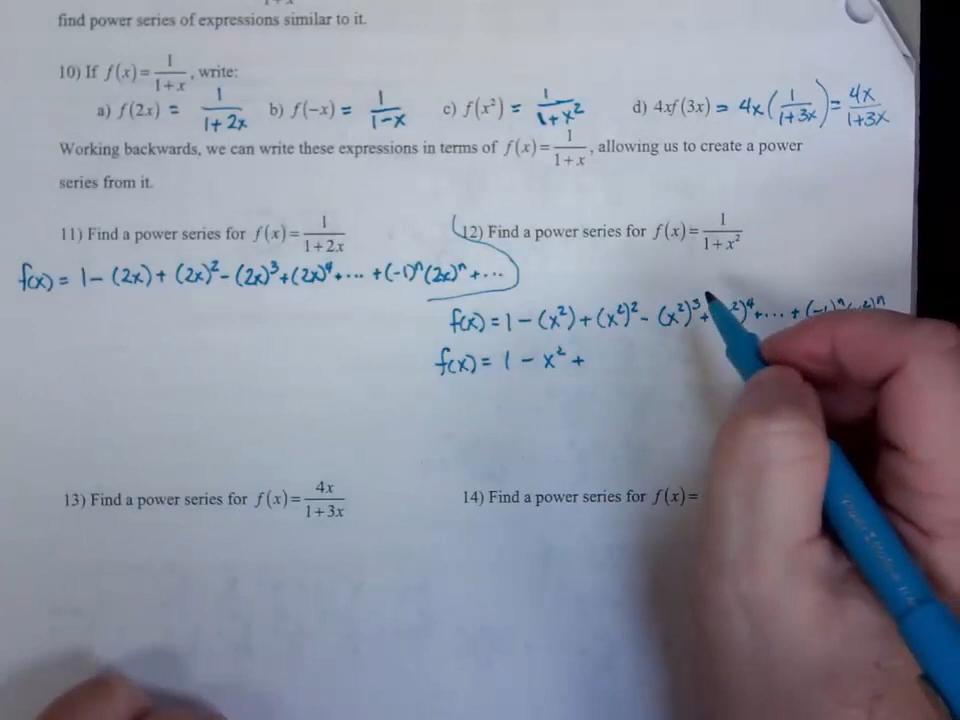 find power series of expressions similar to it.
10) If f(x) = 1/(1+x), write:
a) f(2x) = 1/(1+2x) b) f(-x) = 1/(1-x) c) f(x²) = 1/(1+x²) d) 4xf(3x) = 4x(1/(1+3x)) = 4x/(1+3x)
Working backwards, we can write these expressions in terms of f(x) = 1/(1+x), allowing us to create a power
series from it.
11) Find a power series for f(x) = 1/(1+2x)
f(x) = 1 - (2x) + (2x)² - (2x)³ + (2x)⁴ + ... + (-1)ⁿ(2x)ⁿ + ...
12) Find a power series for f(x) = 1/(1+x²)
f(x) = 1 - (x²) + (x²)² - (x²)³ + ²)⁴ + ... + (-1)ⁿ ²)ⁿ
f(x) = 1 - x² +
13) Find a power series for f(x) = 4x/(1+3x)
14) Find a power series for f(x) =